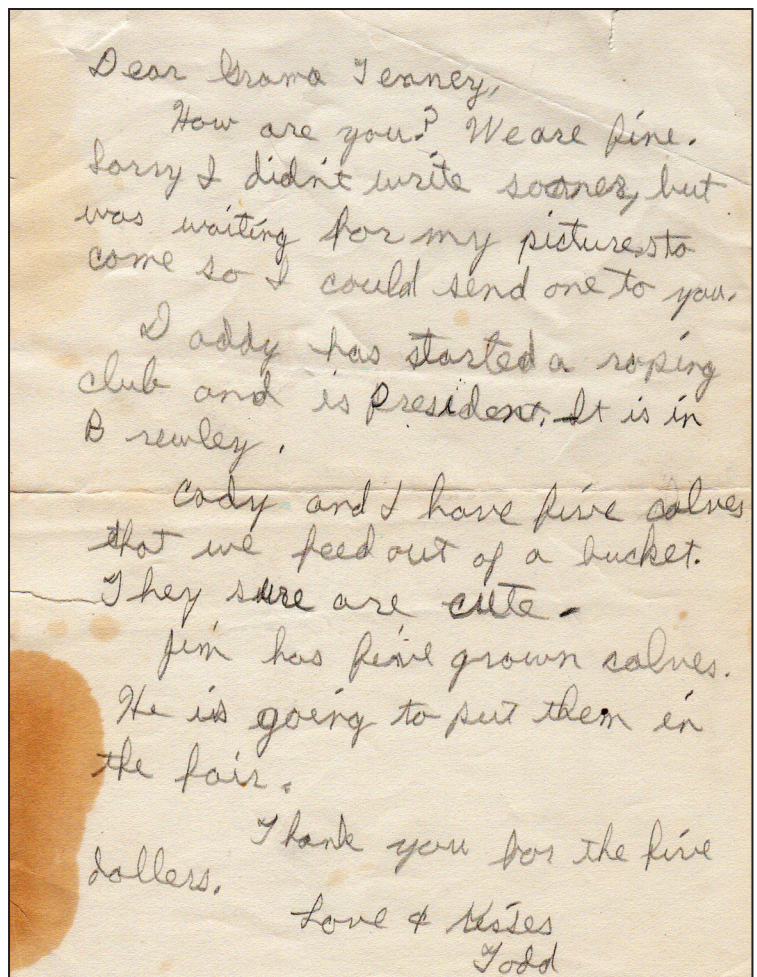 Dear Grama Tenney,
How are you? We are fine.
Sorry I didn't write sooner, but
was waiting for my pictures to
come so I could send one to you.
Daddy has started a roping
club and is President. It is in
Brewley.
Cody and I have five calves
that we feed out of a bucket.
They sure are cute.
Jim has five grown calves.
He is going to put them in
the fair.
Thank you for the five
dollers.
Love & Kisses
Todd